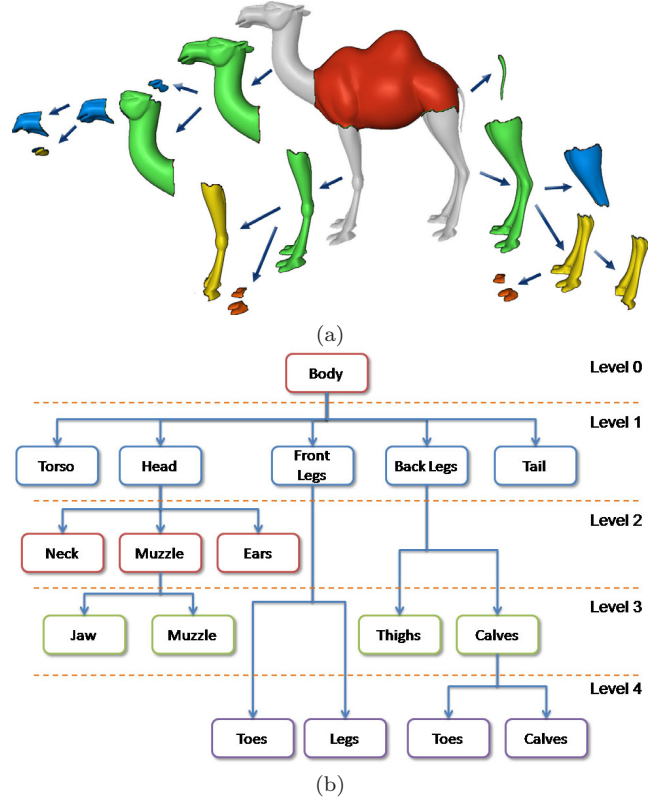 (a)
Body
Level 0
Level 1
Torso
Head
Front
Legs
Back Legs
Tail
Level 2
Neck
Muzzle
Ears
Level 3
Jaw
Muzzle
Thighs
Calves
Level 4
Toes
Legs
Toes
Calves
(b)